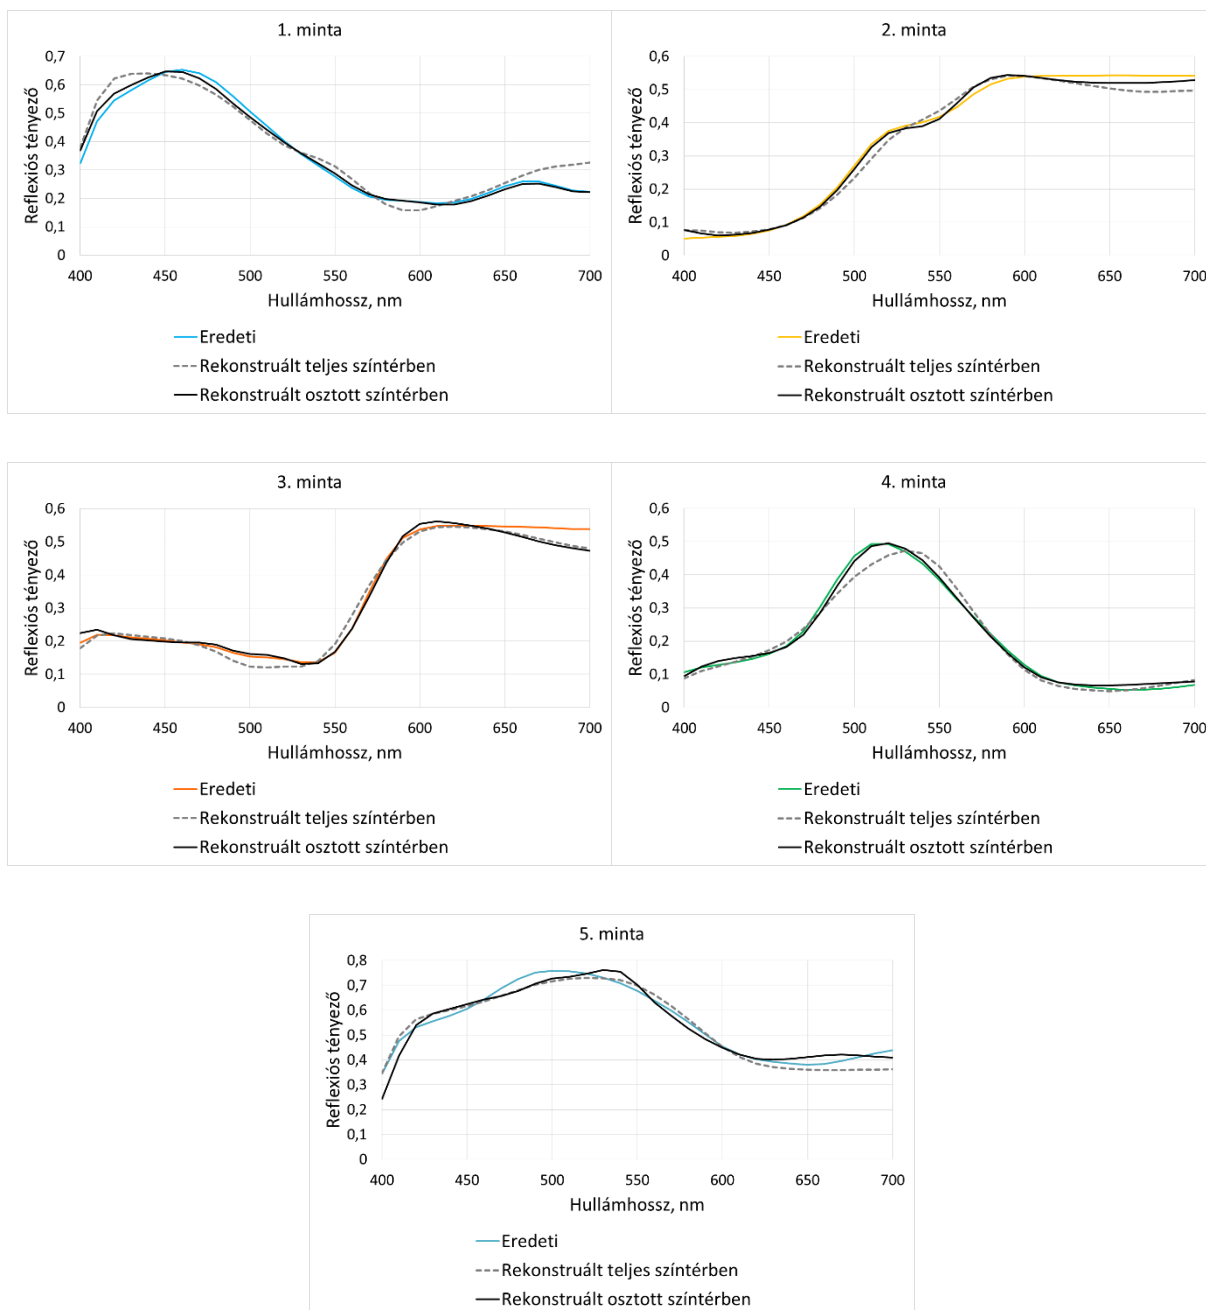 1. minta
Reflexiós tényező
0,7
0,6
0,5
0,4
0,3
0,2
0,1
0
400 450 500 550 600 650 700
Hullámhossz, nm
Eredeti
Rekonstruált teljes színtérben
Rekonstruált osztott színtérben
2. minta
Reflexiós tényező
0,6
0,5
0,4
0,3
0,2
0,1
0
400 450 500 550 600 650 700
Hullámhossz, nm
Eredeti
Rekonstruált teljes színtérben
Rekonstruált osztott színtérben
3. minta
Reflexiós tényező
0,6
0,5
0,4
0,3
0,2
0,1
0
400 450 500 550 600 650 700
Hullámhossz, nm
Eredeti
Rekonstruált teljes színtérben
Rekonstruált osztott színtérben
4. minta
Reflexiós tényező
0,6
0,5
0,4
0,3
0,2
0,1
0
400 450 500 550 600 650 700
Hullámhossz, nm
Eredeti
Rekonstruált teljes színtérben
Rekonstruált osztott színtérben
5. minta
Reflexiós tényező
0,8
0,7
0,6
0,5
0,4
0,3
0,2
0,1
0
400 450 500 550 600 650 700
Hullámhossz, nm
Eredeti
Rekonstruált teljes színtérben
Rekonstruált osztott színtérben